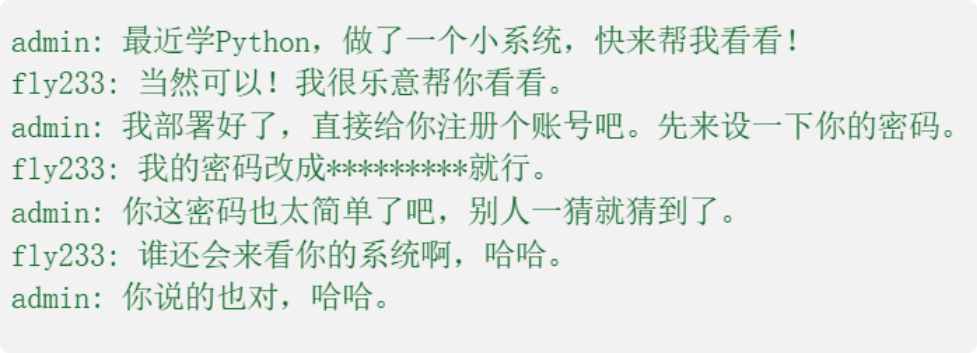 admin: 最近学Python，做了一个小系统，快来帮我看看！
fly233: 当然可以！我很乐意帮你看看。
admin: 我部署好了，直接给你注册个账号吧。先来设一下你的密码。
fly233: 我的密码改成*********就行。
admin: 你这密码也太简单了吧，别人一猜就猜到了。
fly233: 谁还会来看你的系统啊，哈哈。
admin: 你说的也对，哈哈。